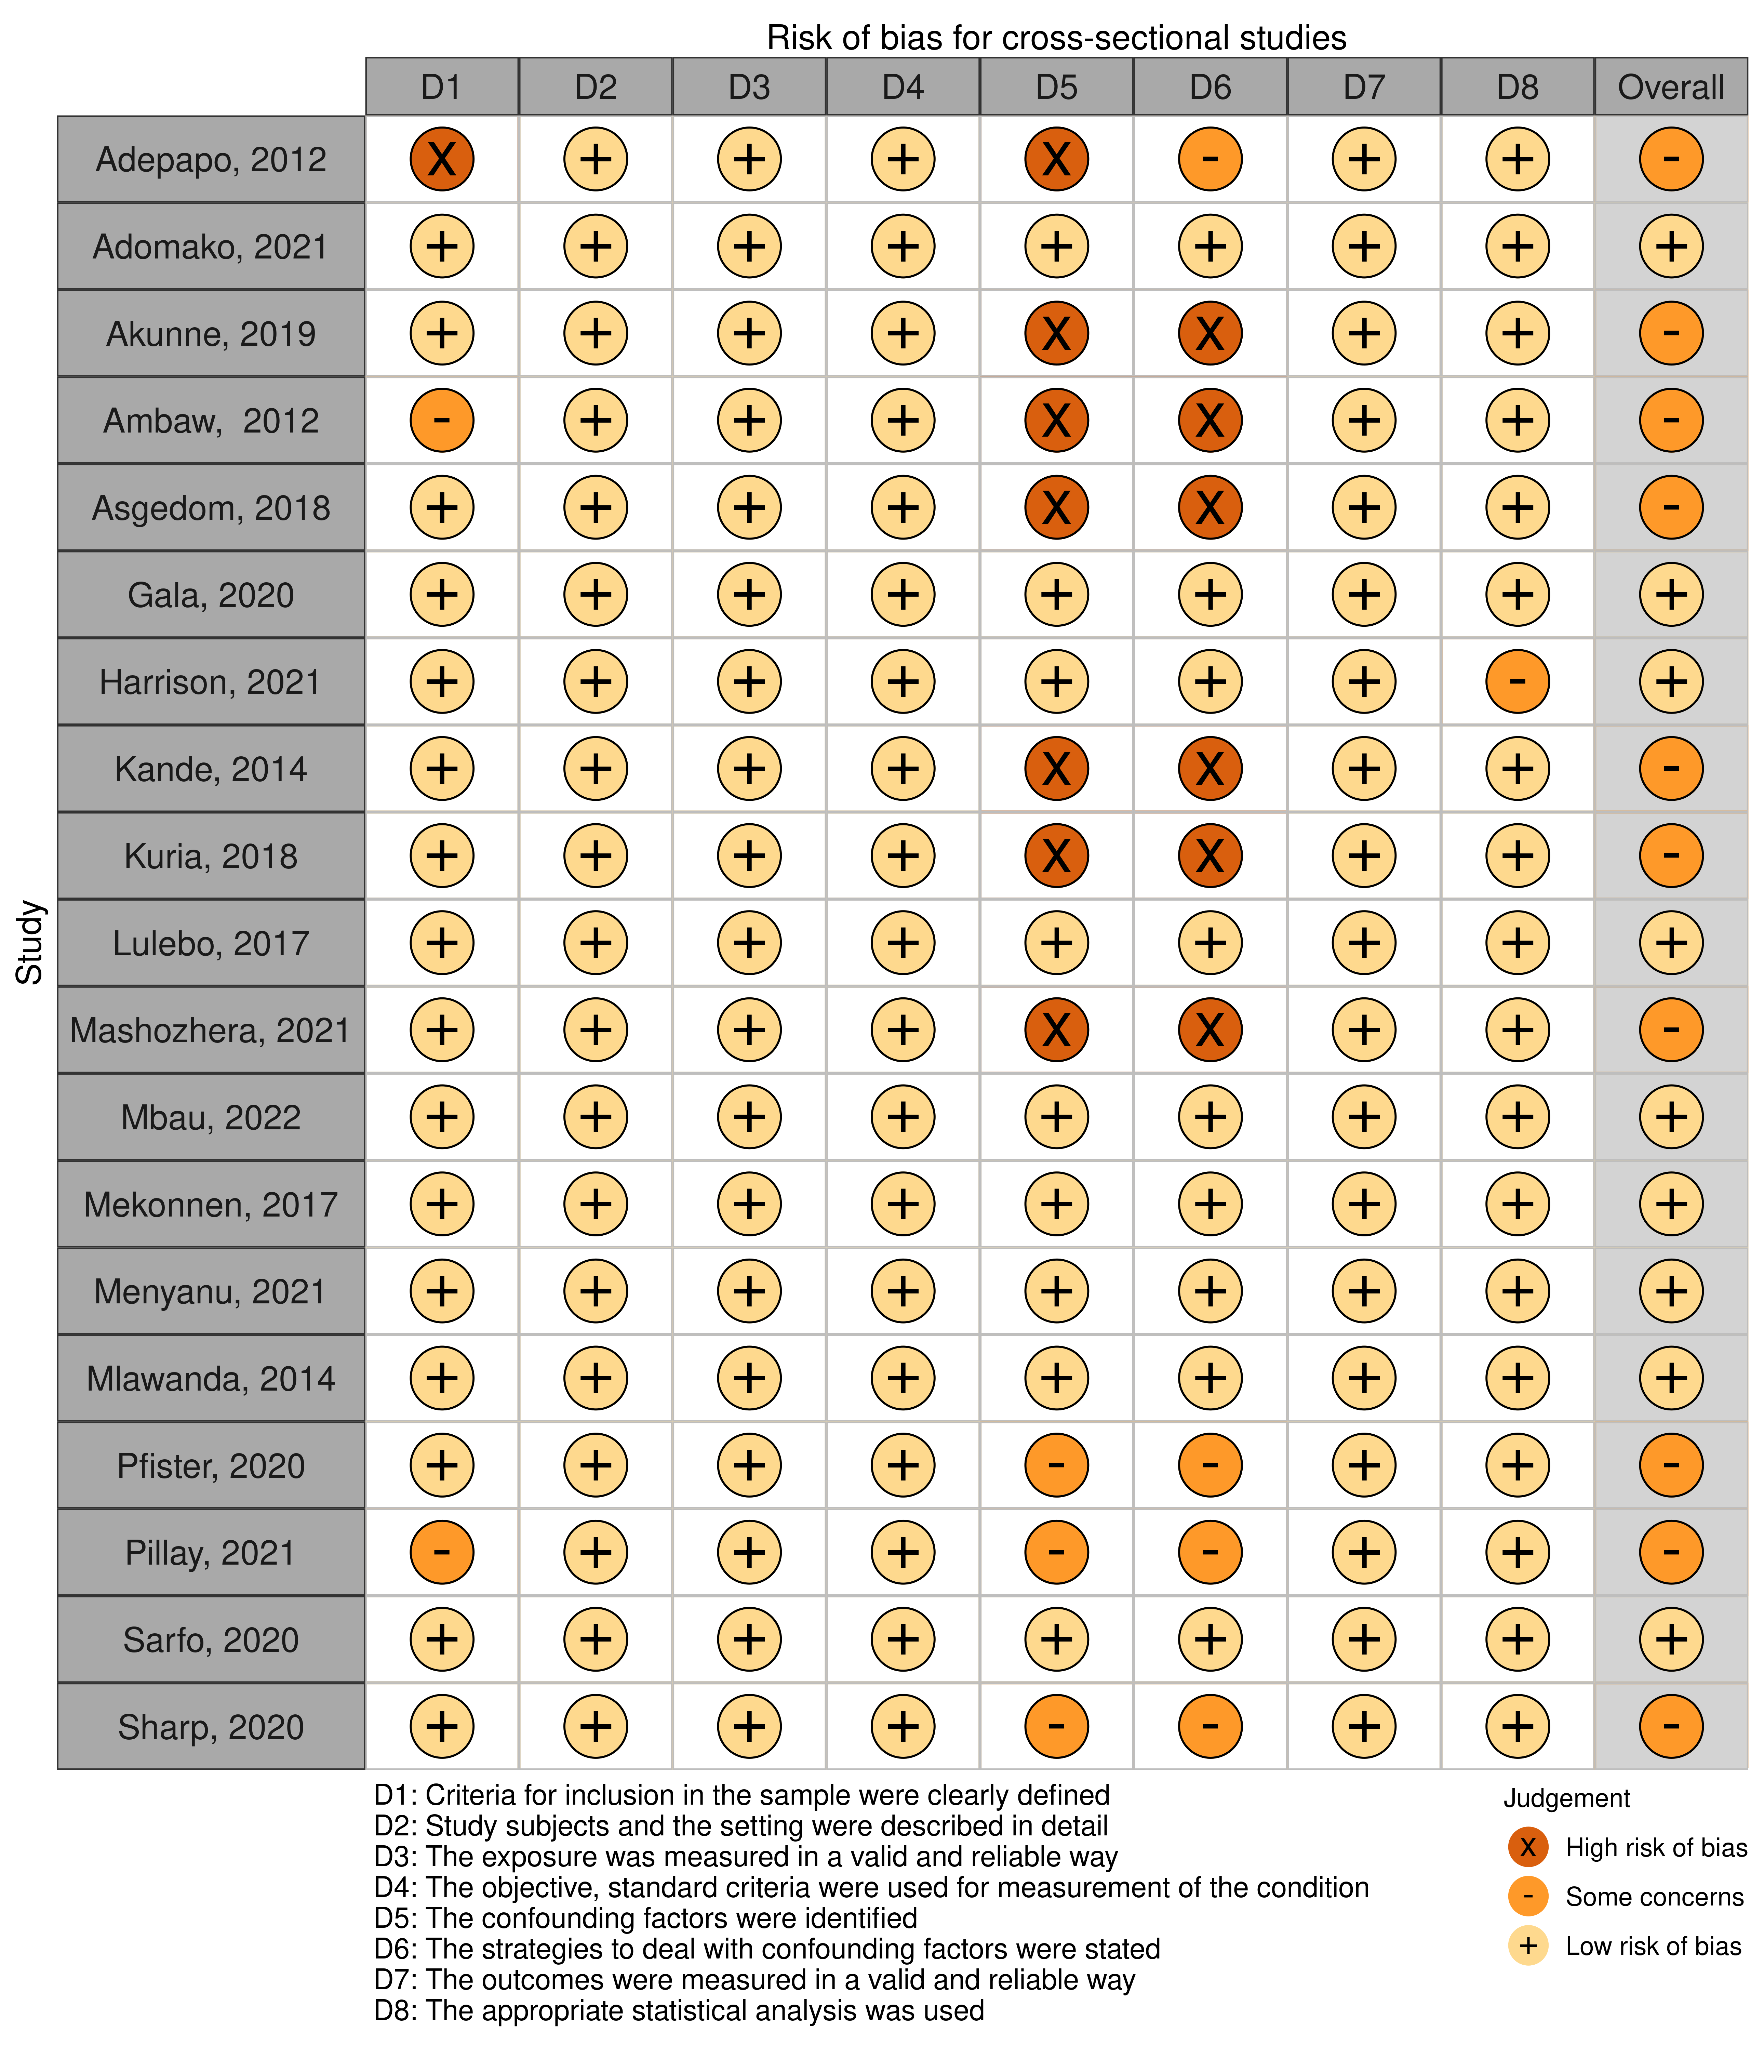 Risk of bias for cross-sectional studies
D1 D2 D3 D4 D5 D6 D7 D8 Overall
Study
Adepapo, 2012 X + + + X - + + -
Adomako, 2021 + + + + + + + + +
Akunne, 2019 + + + + X X + + -
Ambaw,  2012 - + + + X X + + -
Asgedom, 2018 + + + + X X + + -
Gala, 2020 + + + + + + + + +
Harrison, 2021 + + + + + + + - +
Kande, 2014 + + + + X X + + -
Kuria, 2018 + + + + X X + + -
Lulebo, 2017 + + + + + + + + +
Mashozhera, 2021 + + + + X X + + -
Mbau, 2022 + + + + + + + + +
Mekonnen, 2017 + + + + + + + + +
Menyanu, 2021 + + + + + + + + +
Mlawanda, 2014 + + + + + + + + +
Pfister, 2020 + + + + - - + + -
Pillay, 2021 - + + + - - + + -
Sarfo, 2020 + + + + + + + + +
Sharp, 2020 + + + + - - + + -
D1: Criteria for inclusion in the sample were clearly defined
D2: Study subjects and the setting were described in detail
D3: The exposure was measured in a valid and reliable way
D4: The objective, standard criteria were used for measurement of the condition
D5: The confounding factors were identified
D6: The strategies to deal with confounding factors were stated
D7: The outcomes were measured in a valid and reliable way
D8: The appropriate statistical analysis was used
Judgement
X High risk of bias
- Some concerns
+ Low risk of bias